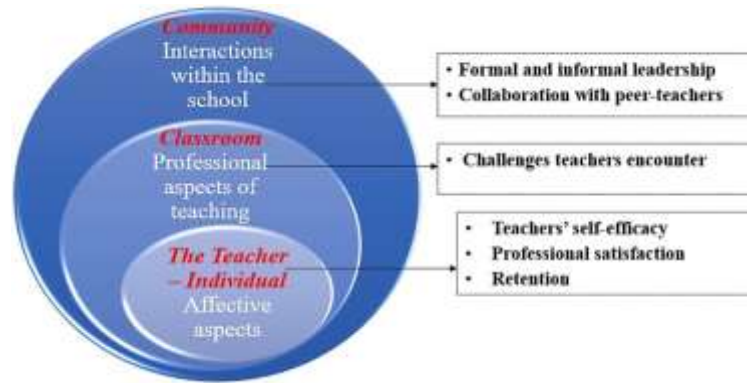 Community
Interactions
within the
school
Classroom
Professional
aspects of
teaching
The Teacher
– Individual
Affective
aspects
• Formal and informal leadership
• Collaboration with peer-teachers
• Challenges teachers encounter
• Teachers' self-efficacy
• Professional satisfaction
• Retention